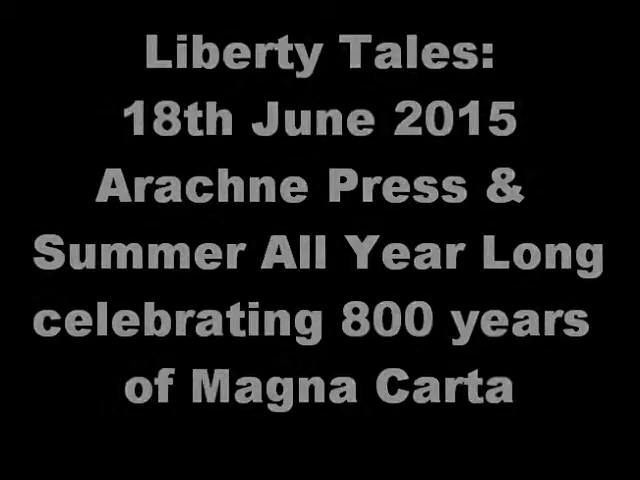 Liberty Tales:
18th June 2015
Arachne Press &
Summer All Year Long
celebrating 800 years
of Magna Carta